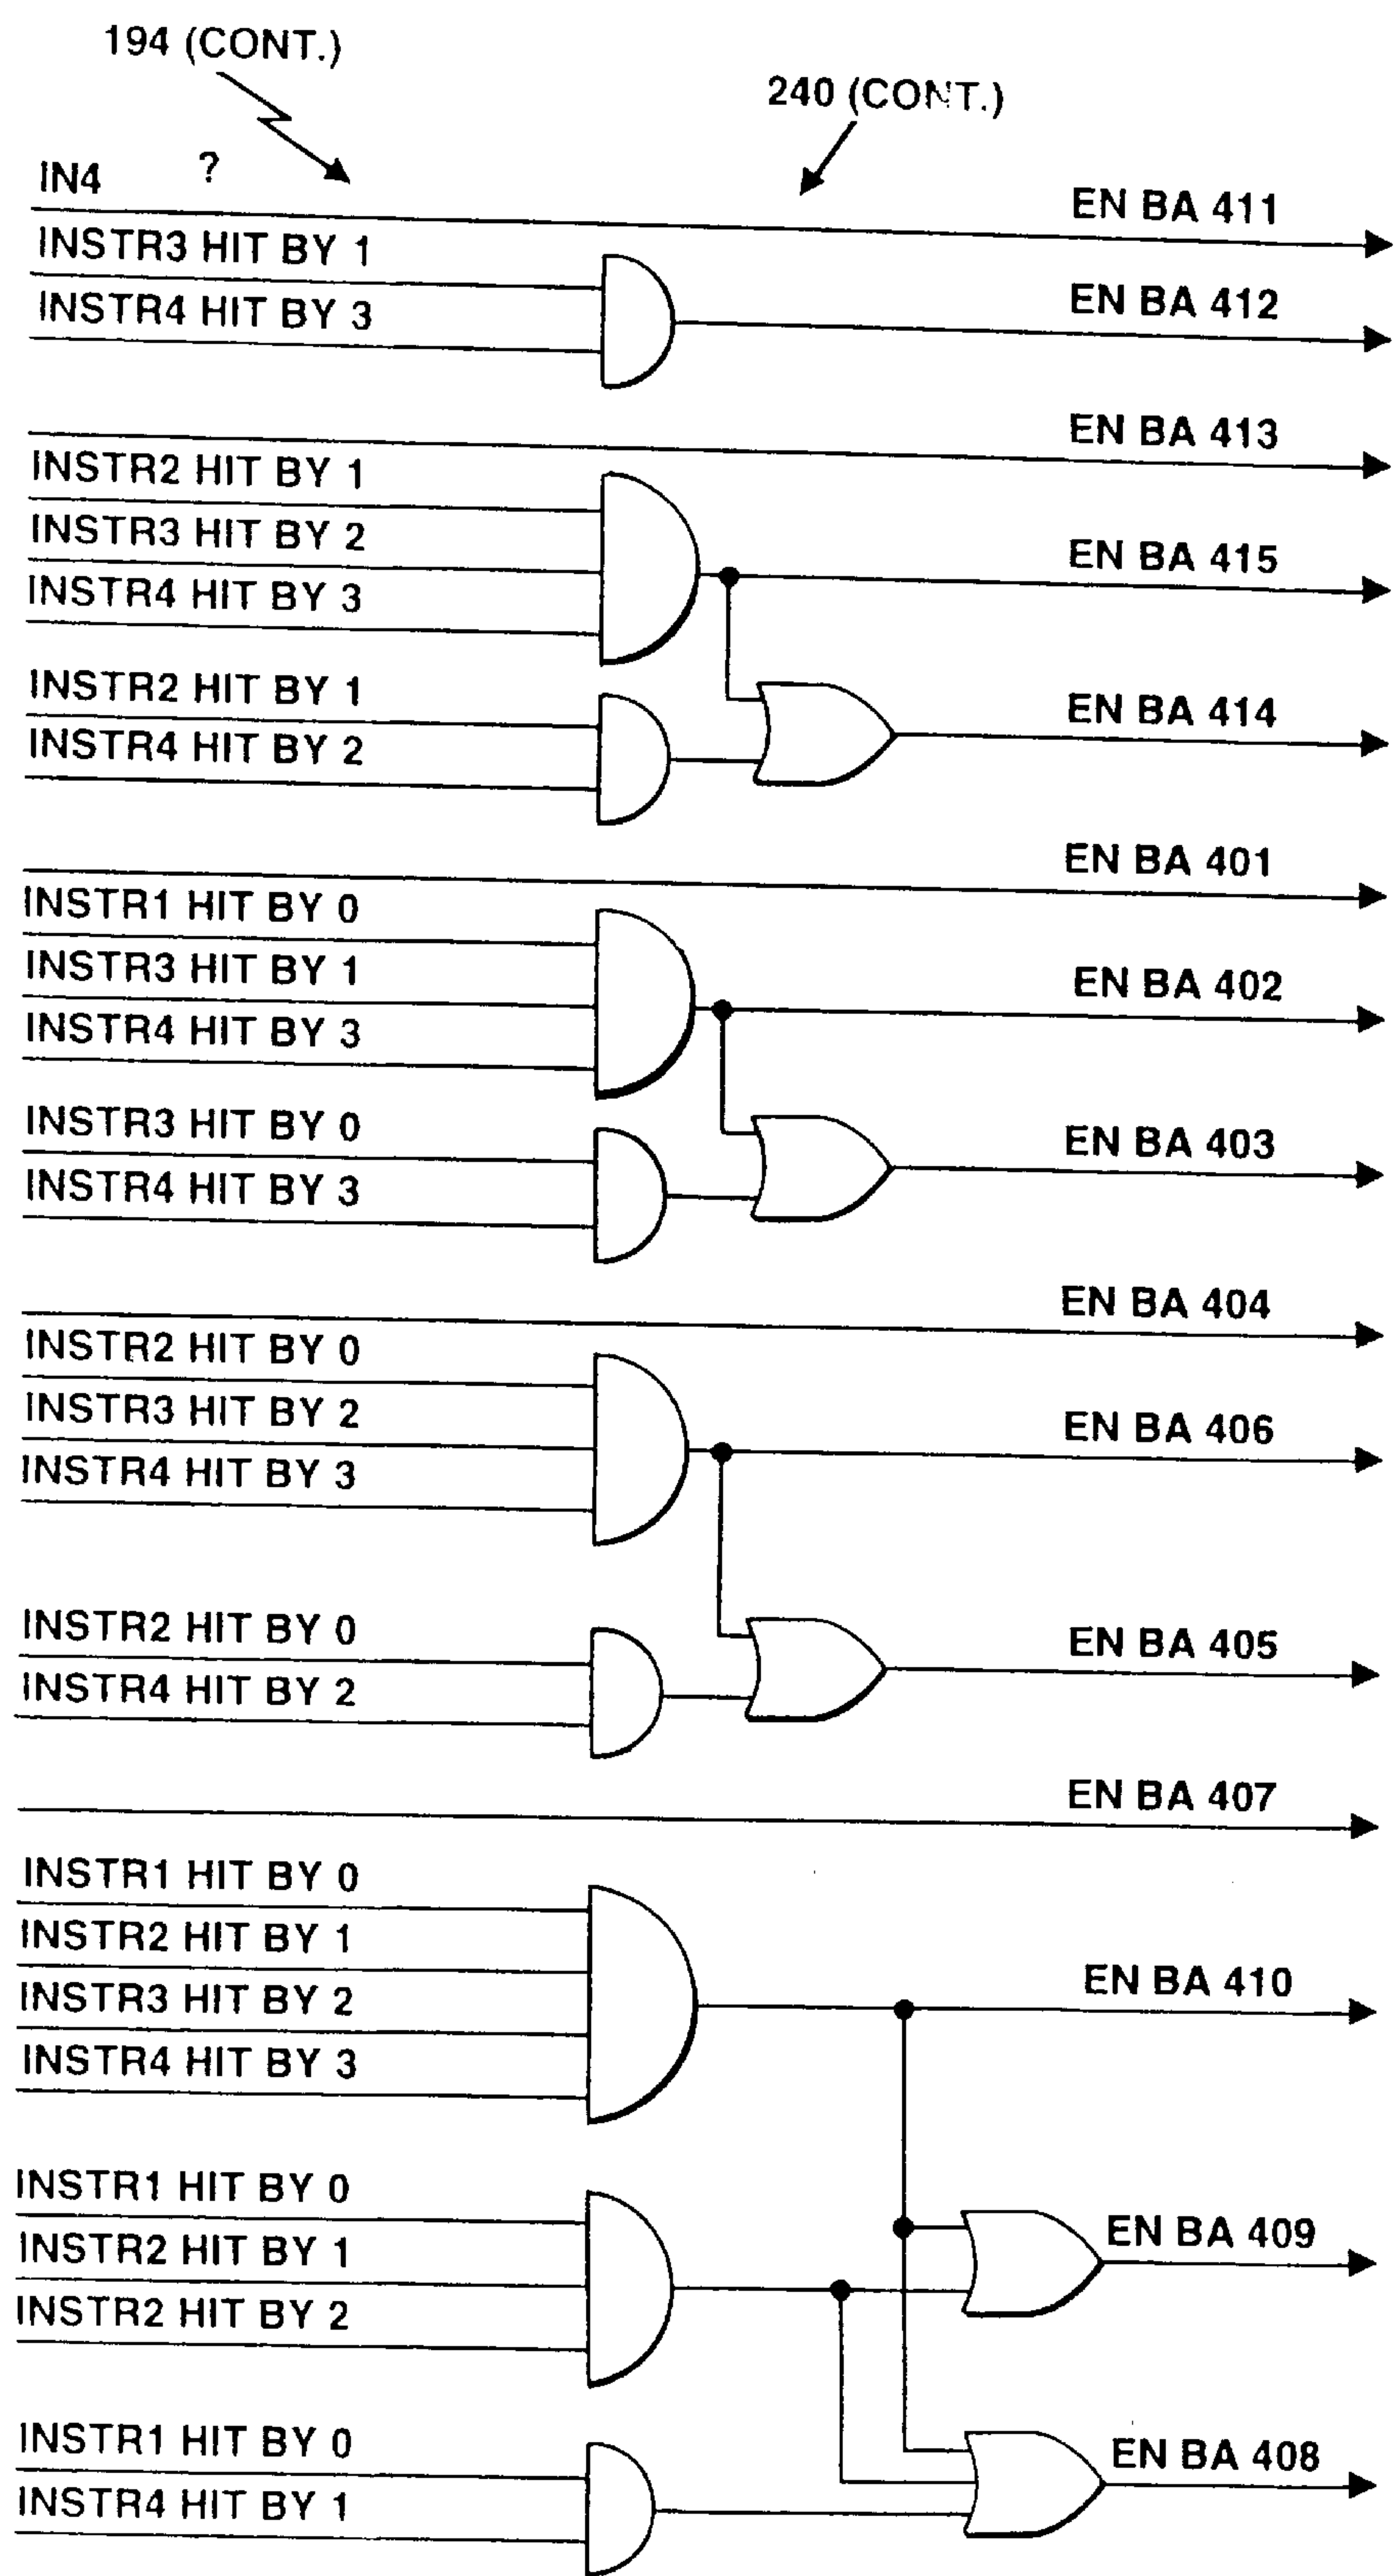 194 (CONT.)
240 (CONT.)
IN4 ?
EN BA 411
INSTR3 HIT BY 1
INSTR4 HIT BY 3
EN BA 412
EN BA 413
INSTR2 HIT BY 1
INSTR3 HIT BY 2
INSTR4 HIT BY 3
EN BA 415
INSTR2 HIT BY 1
INSTR4 HIT BY 2
EN BA 414
EN BA 401
INSTR1 HIT BY 0
INSTR3 HIT BY 1
INSTR4 HIT BY 3
EN BA 402
INSTR3 HIT BY 0
INSTR4 HIT BY 3
EN BA 403
EN BA 404
INSTR2 HIT BY 0
INSTR3 HIT BY 2
INSTR4 HIT BY 3
EN BA 406
INSTR2 HIT BY 0
INSTR4 HIT BY 2
EN BA 405
EN BA 407
INSTR1 HIT BY 0
INSTR2 HIT BY 1
INSTR3 HIT BY 2
INSTR4 HIT BY 3
EN BA 410
INSTR1 HIT BY 0
INSTR2 HIT BY 1
INSTR2 HIT BY 2
EN BA 409
INSTR1 HIT BY 0
INSTR4 HIT BY 1
EN BA 408